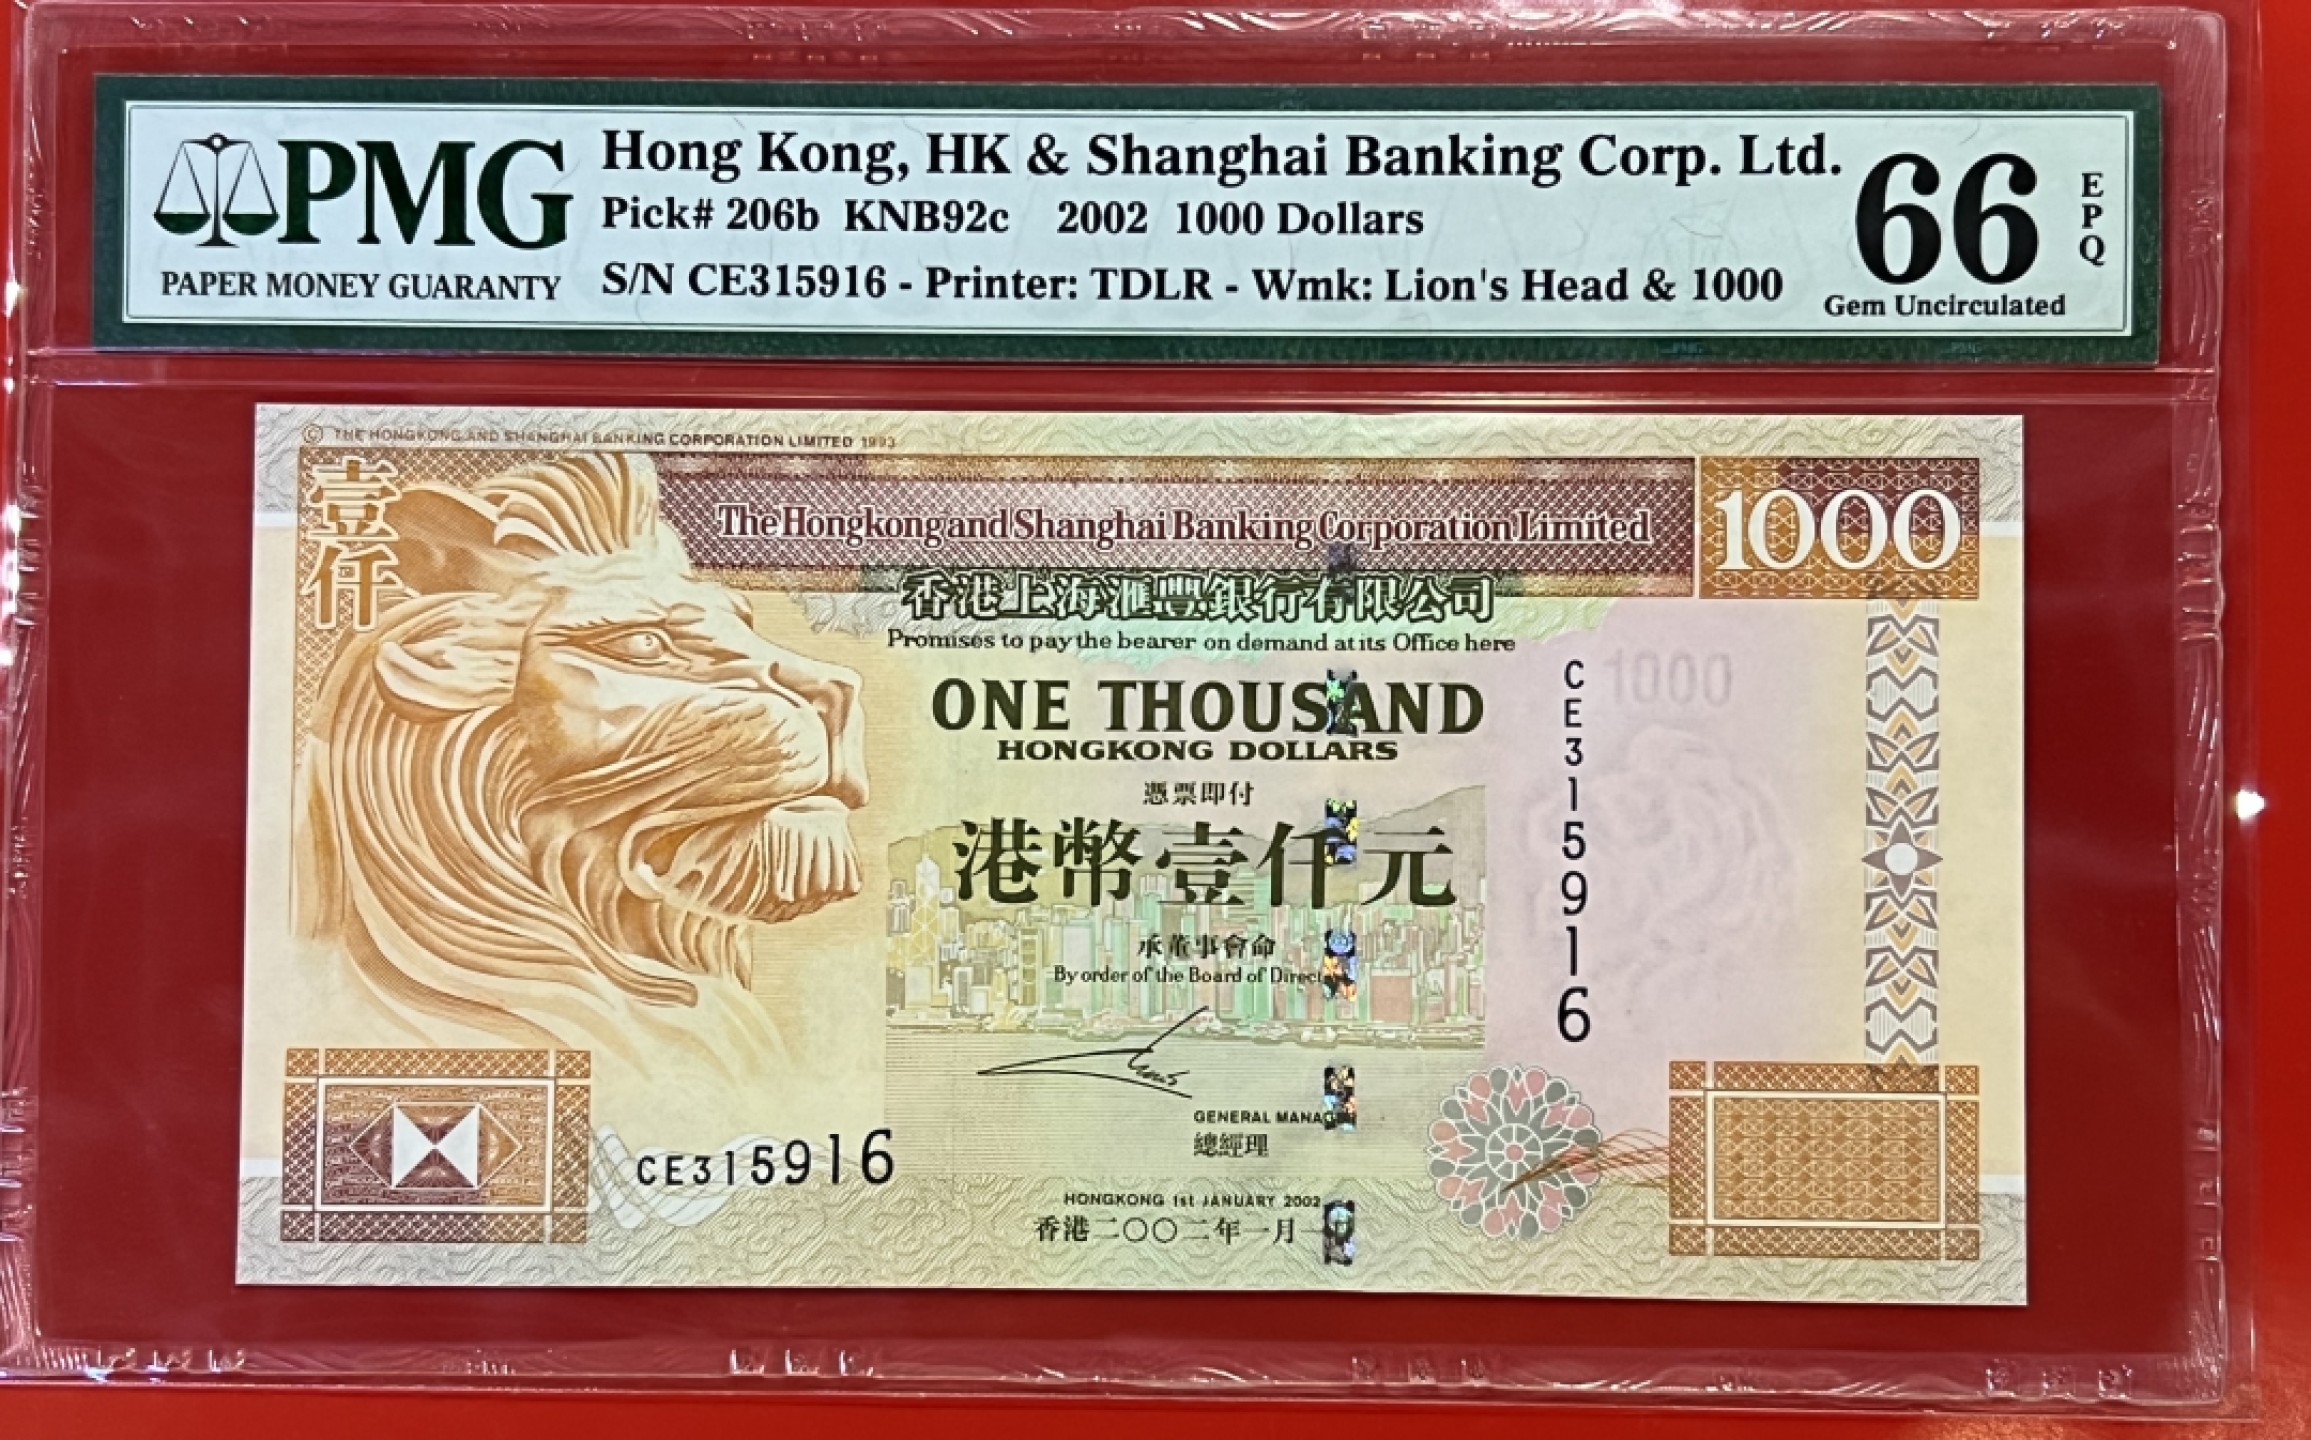 PMG
PAPER MONEY GUARANTY
Hong Kong, HK & Shanghai Banking Corp. Ltd.
Pick# 206b KNB92c 2002 1000 Dollars
S/N CE315916 - Printer: TDLR - Wmk: Lion's Head & 1000
66
EPQ
Gem Uncirculated
© THE HONGKONG AND SHANGHAI BANKING CORPORATION LIMITED 1993
壹仟
The Hongkong and Shanghai Banking Corporation Limited
1000
香港上海滙豐銀行有限公司
Promises to pay the bearer on demand at its Office here
ONE THOUSAND
HONGKONG DOLLARS
1000
CE315916
憑票即付
港幣壹仟元
承董事會命
By order of the Board of Directors
GENERAL MANAGER
總經理
CE315916
HONGKONG 1st JANUARY 2002
香港二〇〇二年一月一日